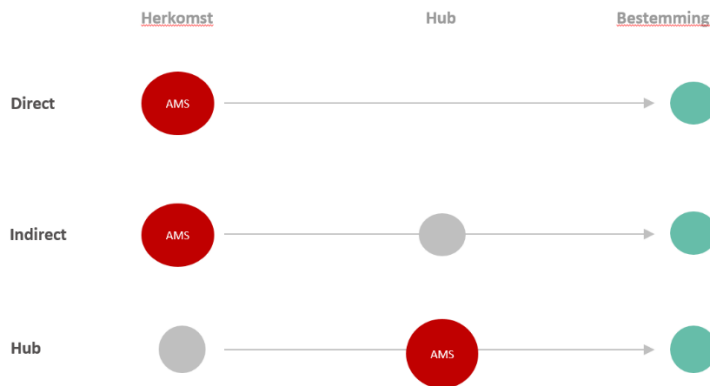 Herkomst Hub Bestemming
Direct AMS
Indirect AMS
Hub AMS